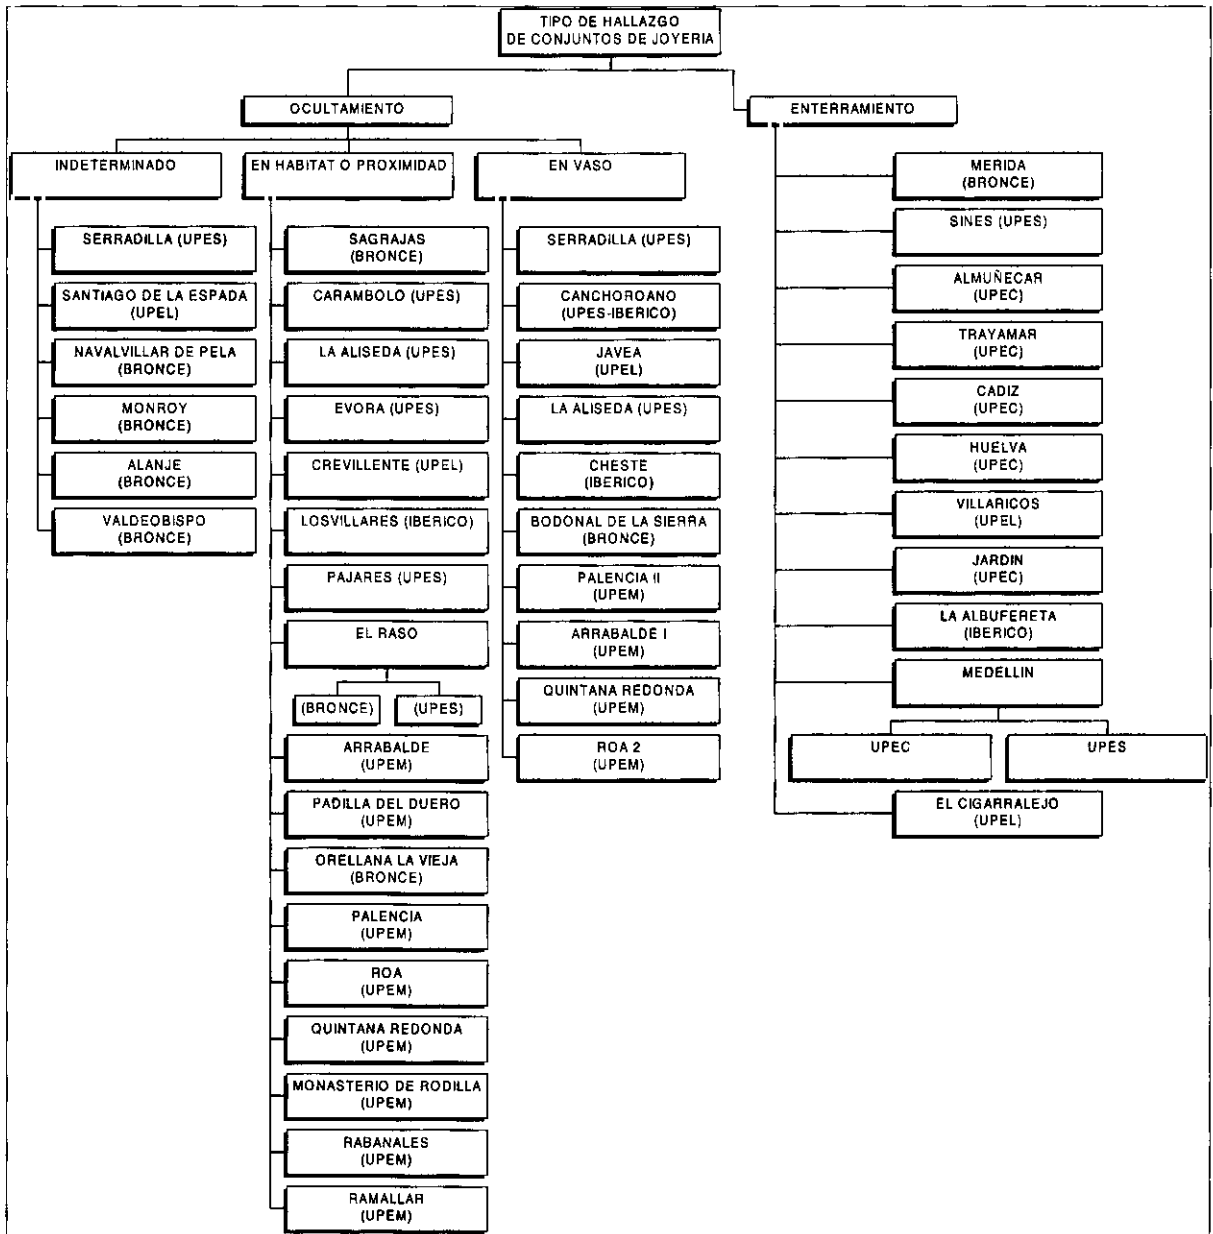 TIPO DE HALLAZGO
DE CONJUNTOS DE JOYERIA
OCULTAMIENTO
ENTERRAMIENTO
INDETERMINADO
EN HABITAT O PROXIMIDAD
EN VASO
SERRADILLA (UPES)
SANTIAGO DE LA ESPADA
(UPEL)
NAVALVILLAR DE PELA
(BRONCE)
MONROY
(BRONCE)
ALANJE
(BRONCE)
VALDEOBISPO
(BRONCE)
SAGRAJAS
(BRONCE)
CARAMBOLO (UPES)
LA ALISEDA (UPES)
EVORA (UPES)
CREVILLENTE (UPEL)
LOSVILLARES (IBERICO)
PAJARES (UPES)
EL RASO
(BRONCE)
(UPES)
ARRABALDE
(UPEM)
PADILLA DEL DUERO
(UPEM)
ORELLANA LA VIEJA
(BRONCE)
PALENCIA
(UPEM)
ROA
(UPEM)
QUINTANA REDONDA
(UPEM)
MONASTERIO DE RODILLA
(UPEM)
RABANALES
(UPEM)
RAMALLAR
(UPEM)
SERRADILLA (UPES)
CANCHOROANO
(UPES-IBERICO)
JAVEA
(UPEL)
LA ALISEDA (UPES)
CHESTE
(IBERICO)
BODONAL DE LA SIERRA
(BRONCE)
PALENCIA II
(UPEM)
ARRABALDE I
(UPEM)
QUINTANA REDONDA
(UPEM)
ROA 2
(UPEM)
MERIDA
(BRONCE)
SINES (UPES)
ALMUÑECAR
(UPEC)
TRAYAMAR
(UPEC)
CADIZ
(UPEC)
HUELVA
(UPEC)
VILLARICOS
(UPEL)
JARDIN
(UPEC)
LA ALBUFERETA
(IBERICO)
MEDELLIN
UPEC
UPES
EL CIGARRALEJO
(UPEL)